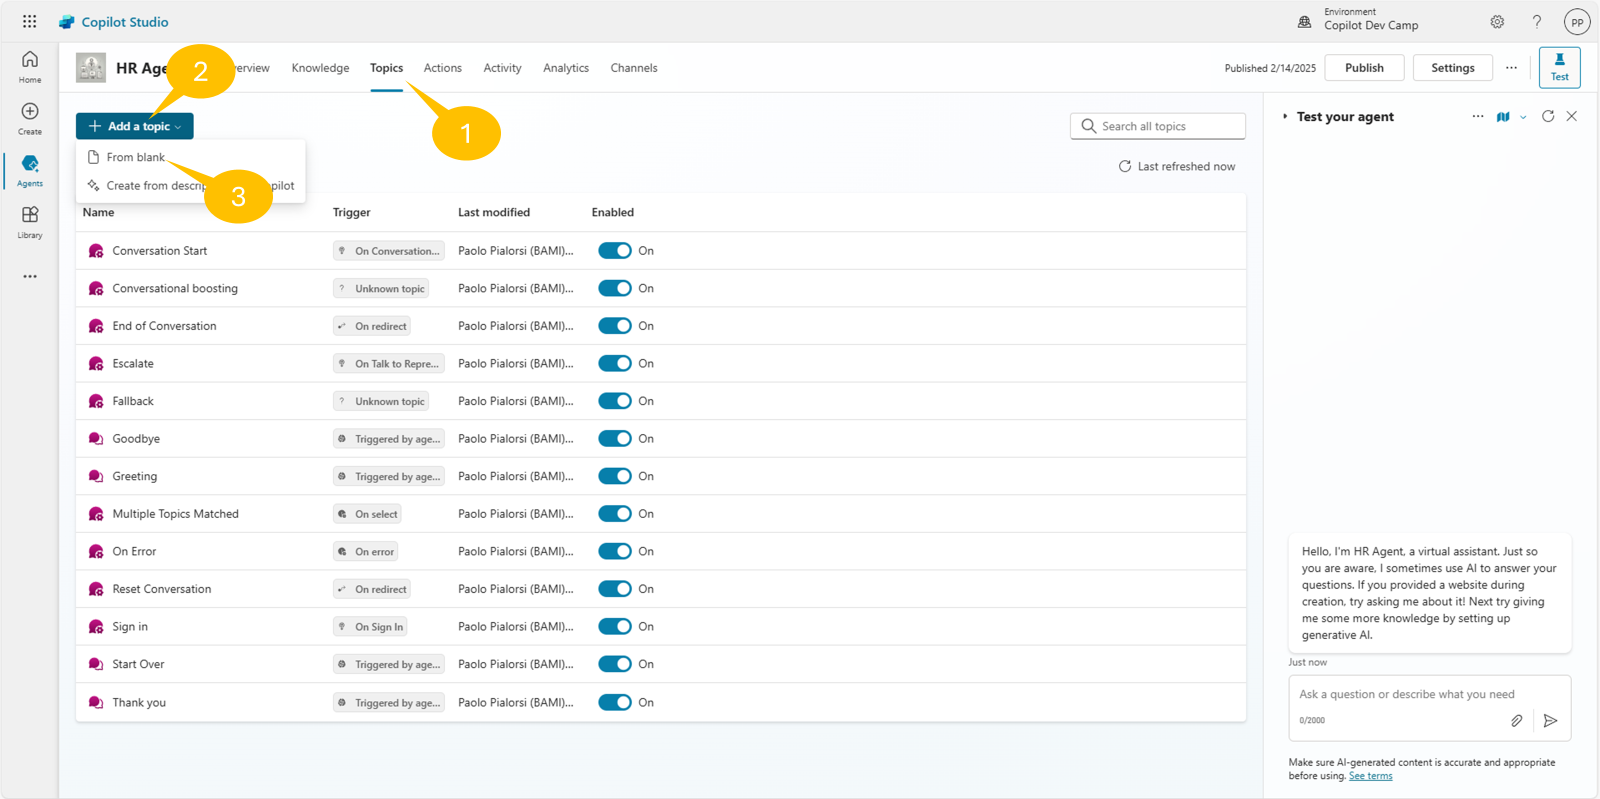 Copilot Studio
Environment
Copilot Dev Camp
PP
Home
Create
Agents
Library
HR Age
2
erview
Knowledge
Topics
Actions
Activity
Analytics
Channels
Published 2/14/2025
Publish
Settings
Test
1
Add a topic
From blank
Create from descrip
3
opilot
Search all topics
Last refreshed now
Name Trigger Last modified Enabled
Conversation Start On Conversation... Paolo Pialorsi (BAMI)... On
Conversational boosting Unknown topic Paolo Pialorsi (BAMI)... On
End of Conversation On redirect Paolo Pialorsi (BAMI)... On
Escalate On Talk to Repre... Paolo Pialorsi (BAMI)... On
Fallback Unknown topic Paolo Pialorsi (BAMI)... On
Goodbye Triggered by age... Paolo Pialorsi (BAMI)... On
Greeting Triggered by age... Paolo Pialorsi (BAMI)... On
Multiple Topics Matched On select Paolo Pialorsi (BAMI)... On
On Error On error Paolo Pialorsi (BAMI)... On
Reset Conversation On redirect Paolo Pialorsi (BAMI)... On
Sign in On Sign In Paolo Pialorsi (BAMI)... On
Start Over Triggered by age... Paolo Pialorsi (BAMI)... On
Thank you Triggered by age... Paolo Pialorsi (BAMI)... On
Test your agent
Hello, I'm HR Agent, a virtual assistant. Just so
you are aware, I sometimes use AI to answer your
questions. If you provided a website during
creation, try asking me about it! Next try giving
me some more knowledge by setting up
generative AI.
Just now
Ask a question or describe what you need
0/2000
Make sure AI-generated content is accurate and appropriate
before using. See terms